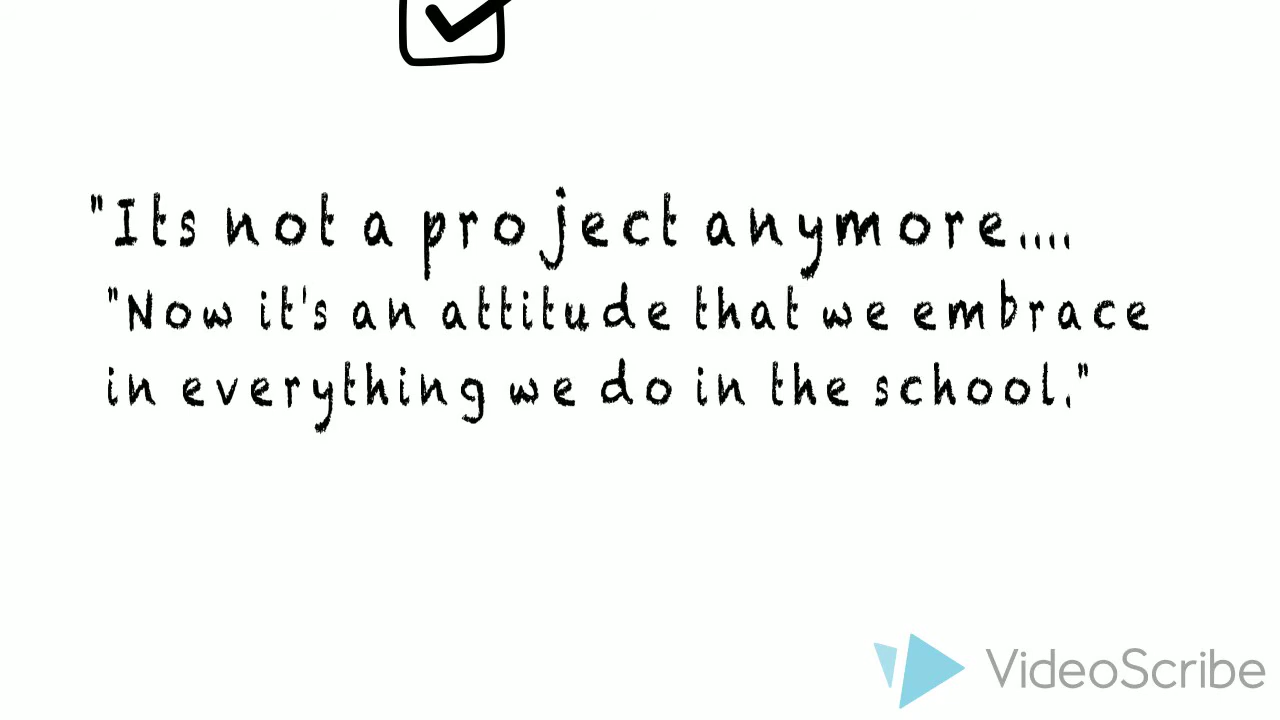 "Its not a project anymore....
"Now it's an attitude that we embrace
in everything we do in the school."
VideoScribe